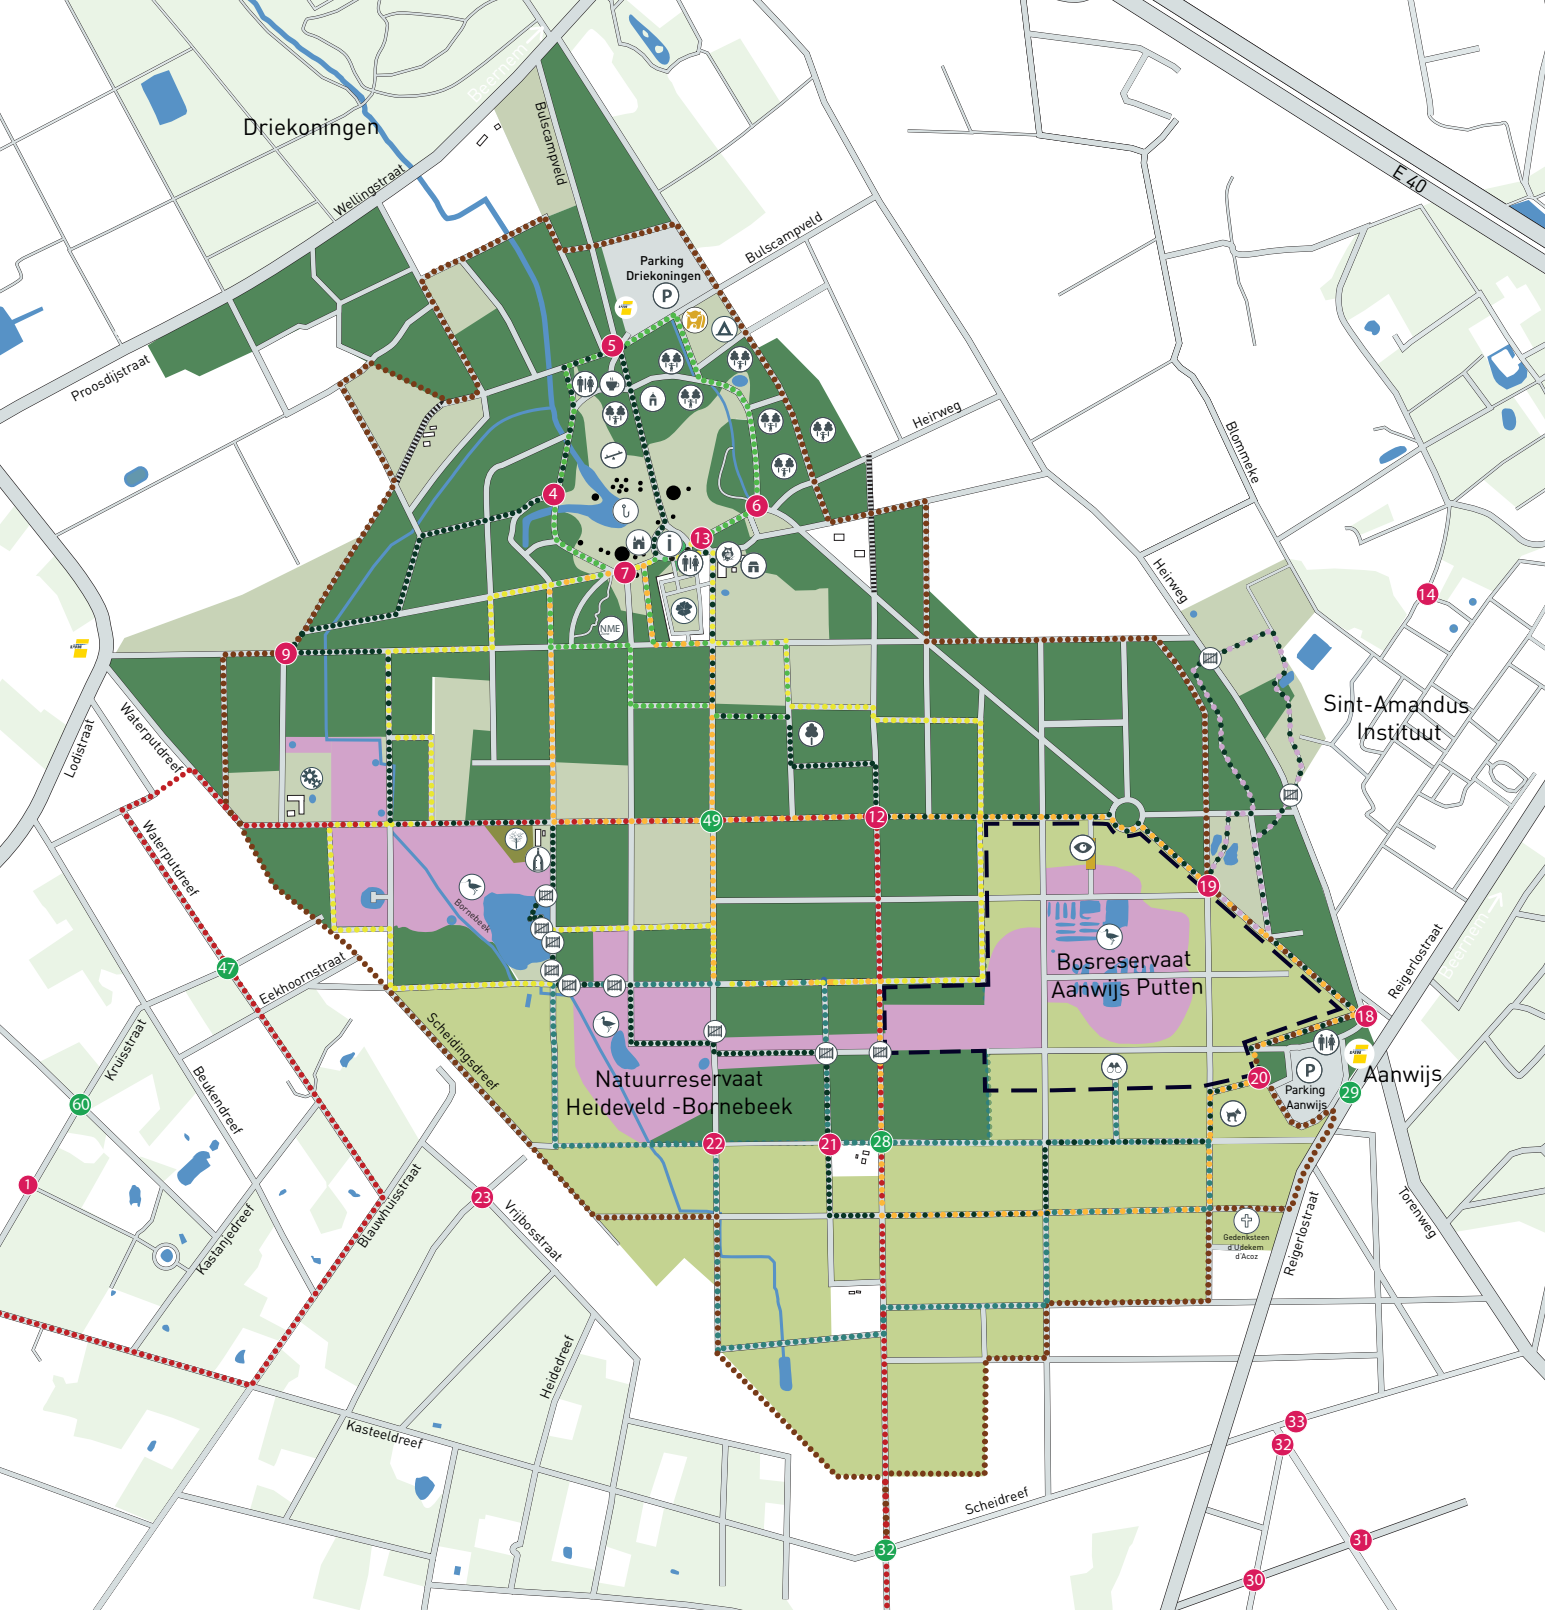 Beernem
Driekoningen
Bulscampveld
Wellingstraat
E 40
Bulscampveld
Parking
Driekoningen
P
5
Proosdijstraat
Heirweg
Blommeke
4
6
13
i
7
Heirweg
14
NME
9
Lodistraat
Waterputdreef
Sint-Amandus
Instituut
49
12
Waterputdreef
19
Bornebeek
Reigerlostraat
Beernem
Bosreservaat
Aanwijs Putten
47
Eekhoornstraat
18
Scheidingsdreef
Kruisstraat
Beukendreef
Natuurreservaat
Heideveld -Bornebeek
P
Parking
Aanwijs
Aanwijs
20
29
60
22
21
28
1
23
Blauwhuisstraat
Vrijbosstraat
Kastanjedreef
Gedenksteen
d'Udekem
d'Acoz
Reigerlostraat
Torenweg
Heidedreef
Kasteeldreef
33
32
Scheidreef
32
31
30